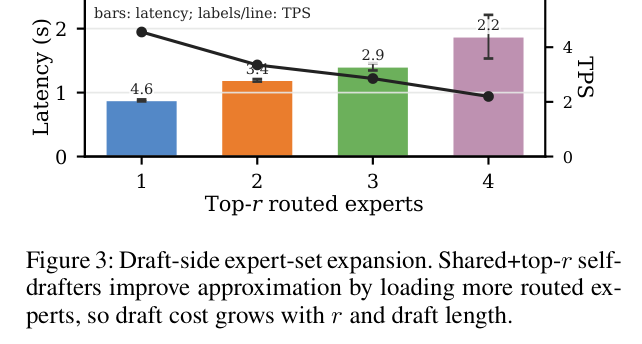 bars: latency; labels/line: TPS
Latency (s)
2
1
0
4.6
3.4
2.9
2.2
4
2
0
TPS
1 2 3 4
Top-r routed experts
Figure 3: Draft-side expert-set expansion. Shared+top-r self-
drafters improve approximation by loading more routed ex-
perts, so draft cost grows with r and draft length.